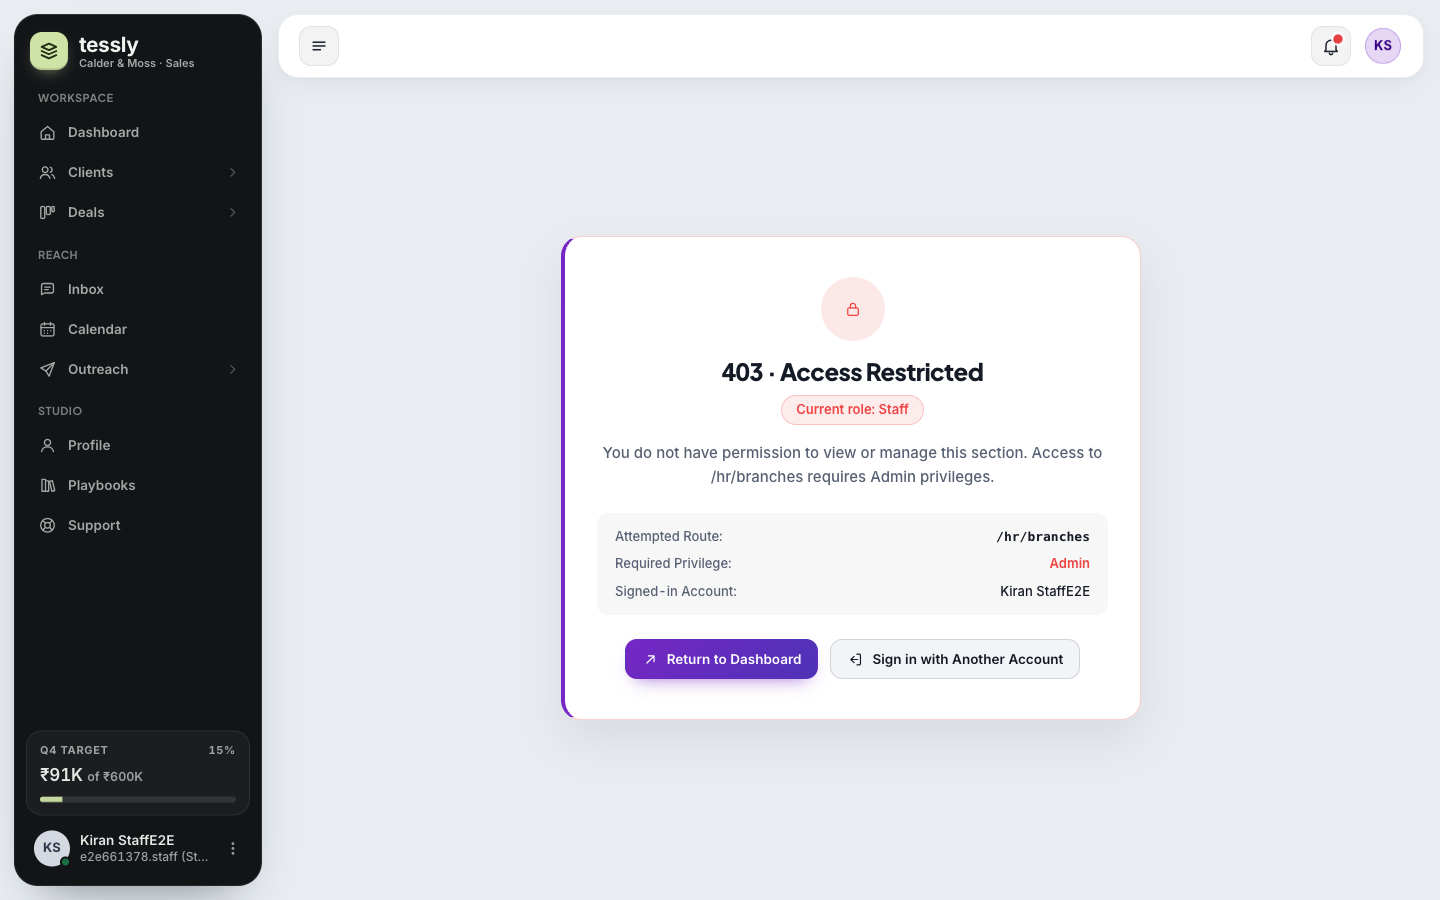 tessly
Calder & Moss · Sales
WORKSPACE
Dashboard
Clients
Deals
REACH
Inbox
Calendar
Outreach
STUDIO
Profile
Playbooks
Support
Q4 TARGET 15%
₹91K of ₹600K
KS
Kiran StaffE2E
e2e661378.staff (St...
KS
403 · Access Restricted
Current role: Staff
You do not have permission to view or manage this section. Access to
/hr/branches requires Admin privileges.
Attempted Route: /hr/branches
Required Privilege: Admin
Signed-in Account: Kiran StaffE2E
Return to Dashboard
Sign in with Another Account